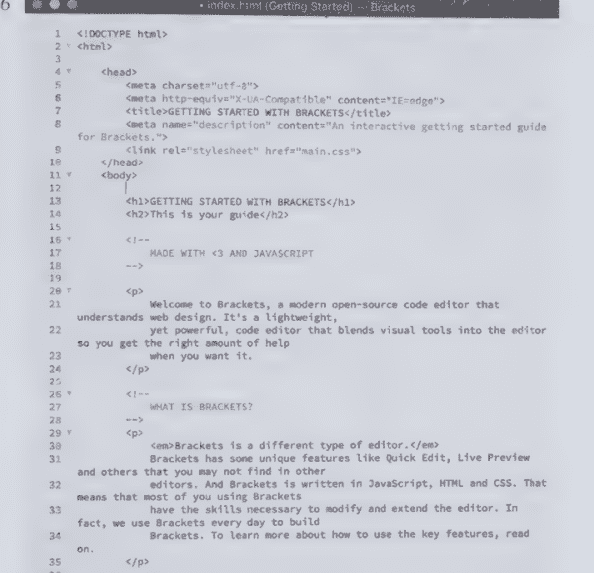 6
• index.html (Getting Started) — Brackets
1 <!DOCTYPE html>
2 <html>
3
4 <head>
5 <meta charset="utf-8">
6 <meta http-equiv="X-UA-Compatible" content="IE=edge">
7 <title>GETTING STARTED WITH BRACKETS</title>
8 <meta name="description" content="An interactive getting started guide
for Brackets.">
9 <link rel="stylesheet" href="main.css">
10 </head>
11 <body>
12
13 <h1>GETTING STARTED WITH BRACKETS</h1>
14 <h2>This is your guide</h2>
15
16 <!--
17 MADE WITH <3 AND JAVASCRIPT
18 -->
19
20 <p>
21 Welcome to Brackets, a modern open-source code editor that
understands web design. It's a lightweight,
22 yet powerful, code editor that blends visual tools into the editor
so you get the right amount of help
23 when you want it.
24 </p>
25
26 <!--
27 WHAT IS BRACKETS?
28 -->
29 <p>
30 <em>Brackets is a different type of editor.</em>
31 Brackets has some unique features like Quick Edit, Live Preview
and others that you may not find in other
32 editors. And Brackets is written in JavaScript, HTML and CSS. That
means that most of you using Brackets
33 have the skills necessary to modify and extend the editor. In
fact, we use Brackets every day to build
34 Brackets. To learn more about how to use the key features, read
on.
35 </p>